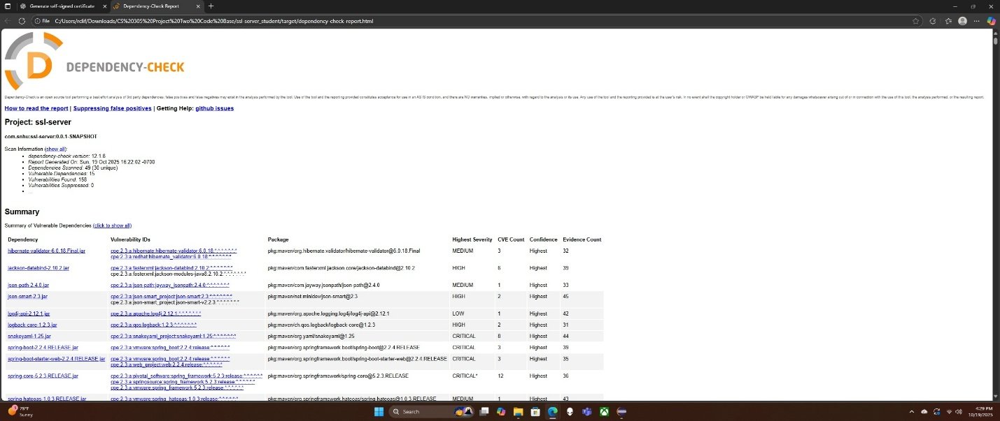 Generate self-signed certificate
Dependency-Check Report
File C:/Users/rclif/Downloads/CS%20305%20Project%20Two%20Code%20Base/ssl-server_student/target/dependency-check-report.html
D DEPENDENCY-CHECK
Dependency-Check is an open source tool performing a best effort analysis of 3rd party dependencies; false positives and false negatives may exist in the analysis performed by the tool. Use of the tool and the reporting provided constitutes acceptance for use in an AS IS condition, and there are NO warranties, implied or otherwise, with regard to the analysis or its use. Any use of the tool and the reporting provided is at the user's risk. In no event shall the copyright holder or OWASP be held liable for any damages whatsoever arising out of or in connection with the use of this tool, the analysis performed, or the resulting report.
How to read the report | Suppressing false positives | Getting Help: github issues
Project: ssl-server
com.snhu:ssl-server:0.0.1-SNAPSHOT
Scan Information (show all):
• dependency-check version: 12.1.8
• Report Generated On: Sun, 19 Oct 2025 16:22:02 -0700
• Dependencies Scanned: 49 (30 unique)
• Vulnerable Dependencies: 15
• Vulnerabilities Found: 158
• Vulnerabilities Suppressed: 0
• ...
Summary
Summary of Vulnerable Dependencies (click to show all)
Dependency Vulnerability IDs Package Highest Severity CVE Count Confidence Evidence Count
hibernate-validator-6.0.18.Final.jar cpe:2.3:a:hibernate:hibernate-validator:6.0.18:*:*:*:*:*:*:* pkg:maven/org.hibernate.validator/hibernate-validator@6.0.18.Final MEDIUM 3 Highest 32
cpe:2.3:a:redhat:hibernate_validator:6.0.18:*:*:*:*:*:*:*
jackson-databind-2.10.2.jar cpe:2.3:a:fasterxml:jackson-databind:2.10.2:*:*:*:*:*:*:* pkg:maven/com.fasterxml.jackson.core/jackson-databind@2.10.2 HIGH 6 Highest 39
cpe:2.3:a:fasterxml:jackson-modules-java8:2.10.2:*:*:*:*:*:*:*
json-path-2.4.0.jar cpe:2.3:a:json-path:jayway_jsonpath:2.4.0:*:*:*:*:*:*:* pkg:maven/com.jayway.jsonpath/json-path@2.4.0 MEDIUM 1 Highest 33
json-smart-2.3.jar cpe:2.3:a:json-smart_project:json-smart:2.3:*:*:*:*:*:*:* pkg:maven/net.minidev/json-smart@2.3 HIGH 2 Highest 45
cpe:2.3:a:json-smart_project:json-smart-v2:2.3:*:*:*:*:*:*:*
log4j-api-2.12.1.jar cpe:2.3:a:apache:log4j:2.12.1:*:*:*:*:*:*:* pkg:maven/org.apache.logging.log4j/log4j-api@2.12.1 LOW 1 Highest 42
logback-core-1.2.3.jar cpe:2.3:a:qos:logback:1.2.3:*:*:*:*:*:*:* pkg:maven/ch.qos.logback/logback-core@1.2.3 HIGH 2 Highest 31
snakeyaml-1.25.jar cpe:2.3:a:snakeyaml_project:snakeyaml:1.25:*:*:*:*:*:*:* pkg:maven/org.yaml/snakeyaml@1.25 CRITICAL 8 Highest 44
spring-boot-2.2.4.RELEASE.jar cpe:2.3:a:vmware:spring_boot:2.2.4:release:*:*:*:*:*:* pkg:maven/org.springframework.boot/spring-boot@2.2.4.RELEASE CRITICAL 3 Highest 39
spring-boot-starter-web-2.2.4.RELEASE.jar cpe:2.3:a:vmware:spring_boot:2.2.4:release:*:*:*:*:*:* pkg:maven/org.springframework.boot/spring-boot-starter-web@2.2.4.RELEASE CRITICAL 3 Highest 35
cpe:2.3:a:web_project:web:2.2.4:release:*:*:*:*:*:*
spring-core-5.2.3.RELEASE.jar cpe:2.3:a:pivotal_software:spring_framework:5.2.3:release:*:*:*:*:*:* pkg:maven/org.springframework/spring-core@5.2.3.RELEASE CRITICAL* 12 Highest 36
cpe:2.3:a:springsource:spring_framework:5.2.3:release:*:*:*:*:*:*
cpe:2.3:a:vmware:spring_framework:5.2.3:release:*:*:*:*:*:*
spring-hateoas-1.0.3.RELEASE.jar cpe:2.3:a:vmware:spring_hateoas:1.0.3:release:*:*:*:*:*:* pkg:maven/org.springframework.hateoas/spring-hateoas@1.0.3.RELEASE MEDIUM 1 Highest 43
79°F
Sunny
Search
4:29 PM
10/19/2025